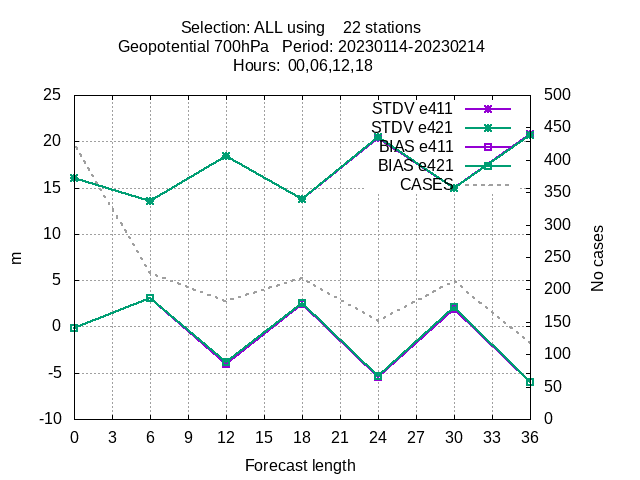 Selection: ALL using    22 stations
Geopotential 700hPa   Period: 20230114-20230214
Hours:  00,06,12,18
25 500
STDV e411
450
STDV e421
20
BIAS e411
400
BIAS e421
CASES
15 350
300
10
250
m No cases
5
200
0
150
100
-5
50
-10 0
0 3 6 9 12 15 18 21 24 27 30 33 36
Forecast length